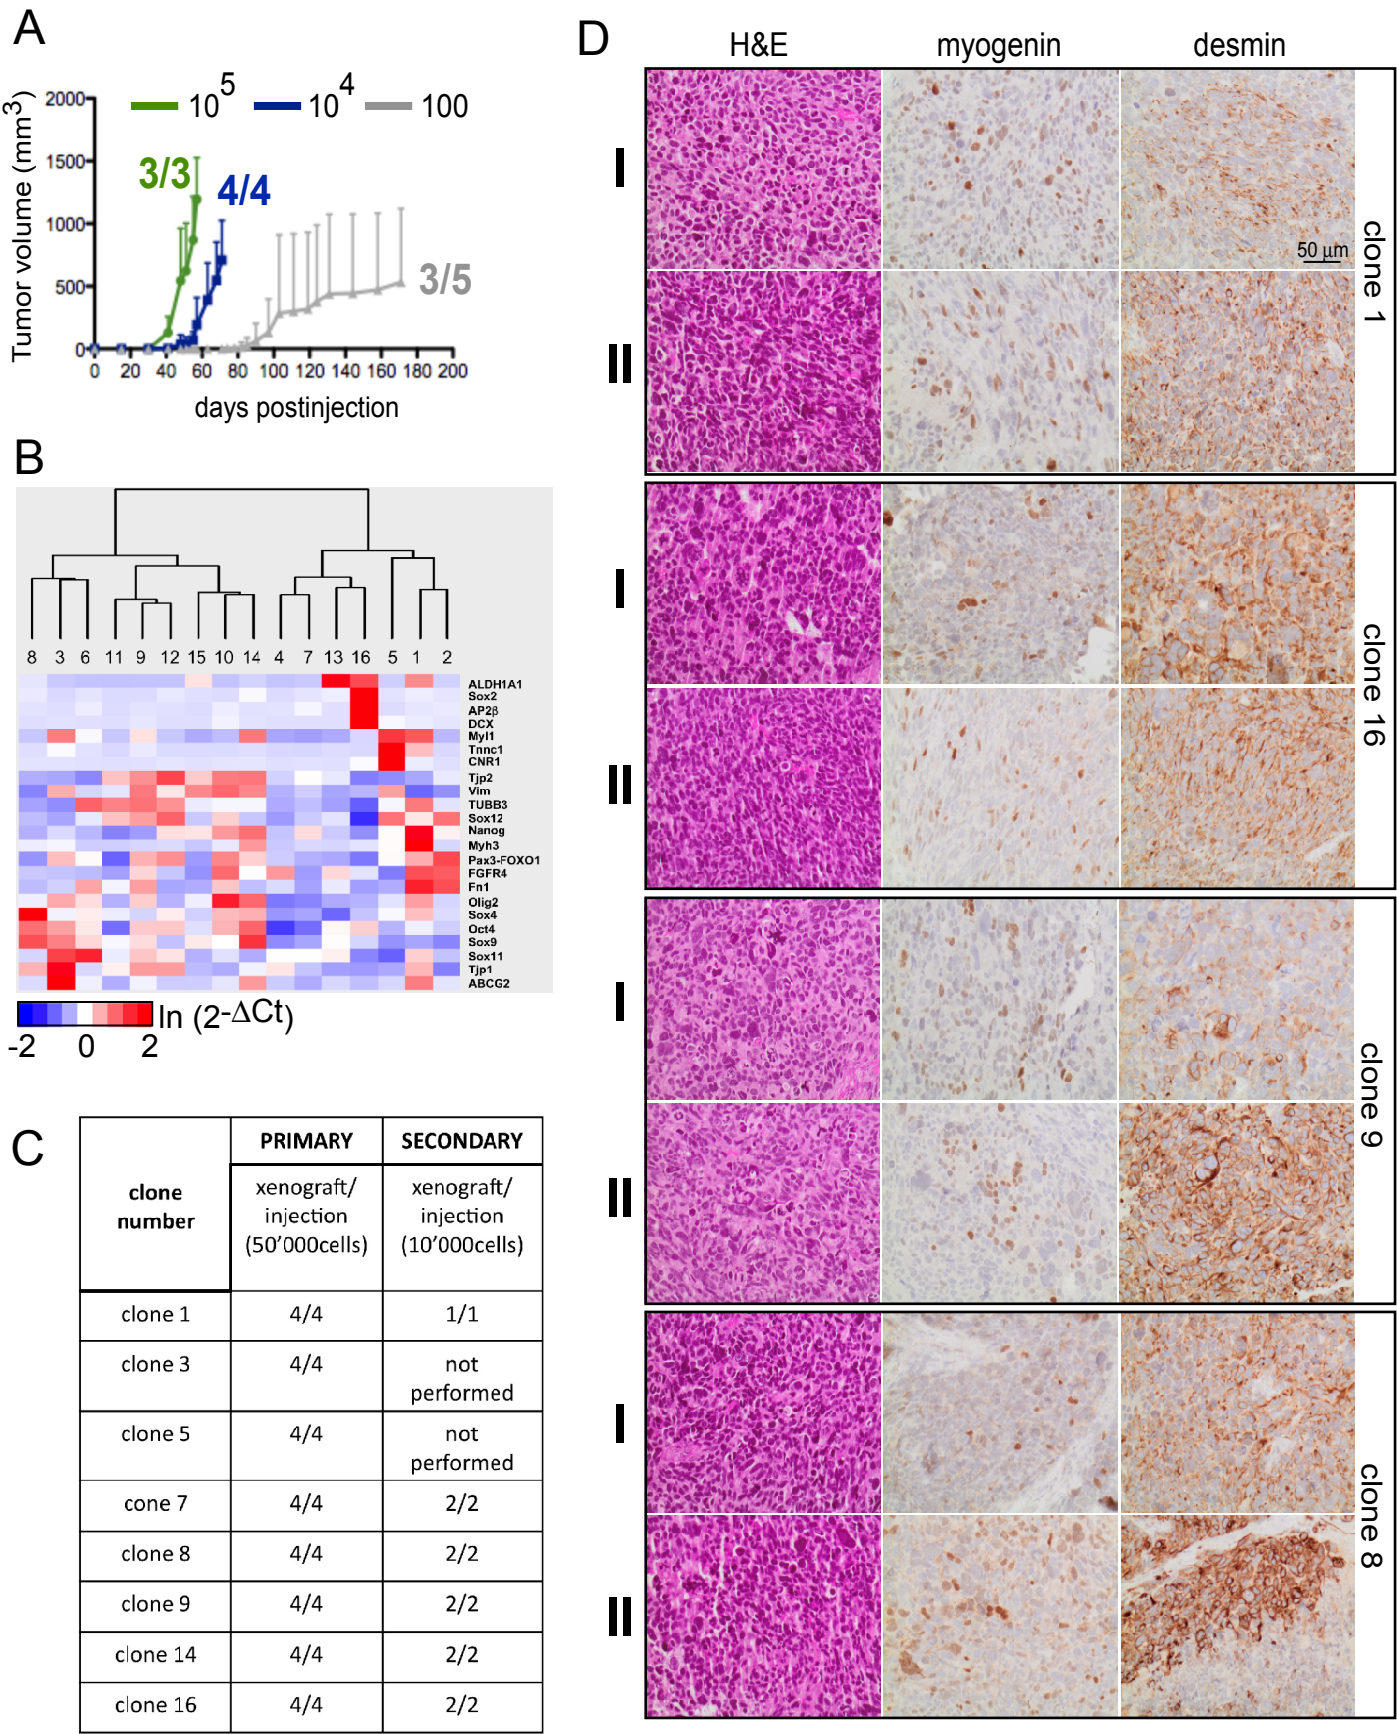 A
10^5 10^4 100
Tumor volume (mm^3)
2000
1500
1000
500
0
3/3
4/4
3/5
0 20 40 60 80 100 120 140 160 180 200
days postinjection
B
8 3 6 11 9 12 15 10 14 4 7 13 16 5 1 2
ALDH1A1
Sox2
AP2β
DCX
Myl1
Tnnc1
CNR1
Tjp2
Vim
TUBB3
Sox12
Nanog
Myh3
Pax3-FOXO1
FGFR4
Fn1
Olig2
Sox4
Oct4
Sox9
Sox11
Tjp1
ABCG2
ln (2^-ΔCt)
-2 0 2
C
clone
number
PRIMARY
SECONDARY
xenograft/
injection
(50'000cells)
xenograft/
injection
(10'000cells)
clone 1 4/4 1/1
clone 3 4/4 not
performed
clone 5 4/4 not
performed
cone 7 4/4 2/2
clone 8 4/4 2/2
clone 9 4/4 2/2
clone 14 4/4 2/2
clone 16 4/4 2/2
D
H&E myogenin desmin
I
50 µm
II
clone 1
I
II
clone 16
I
II
clone 9
I
II
clone 8